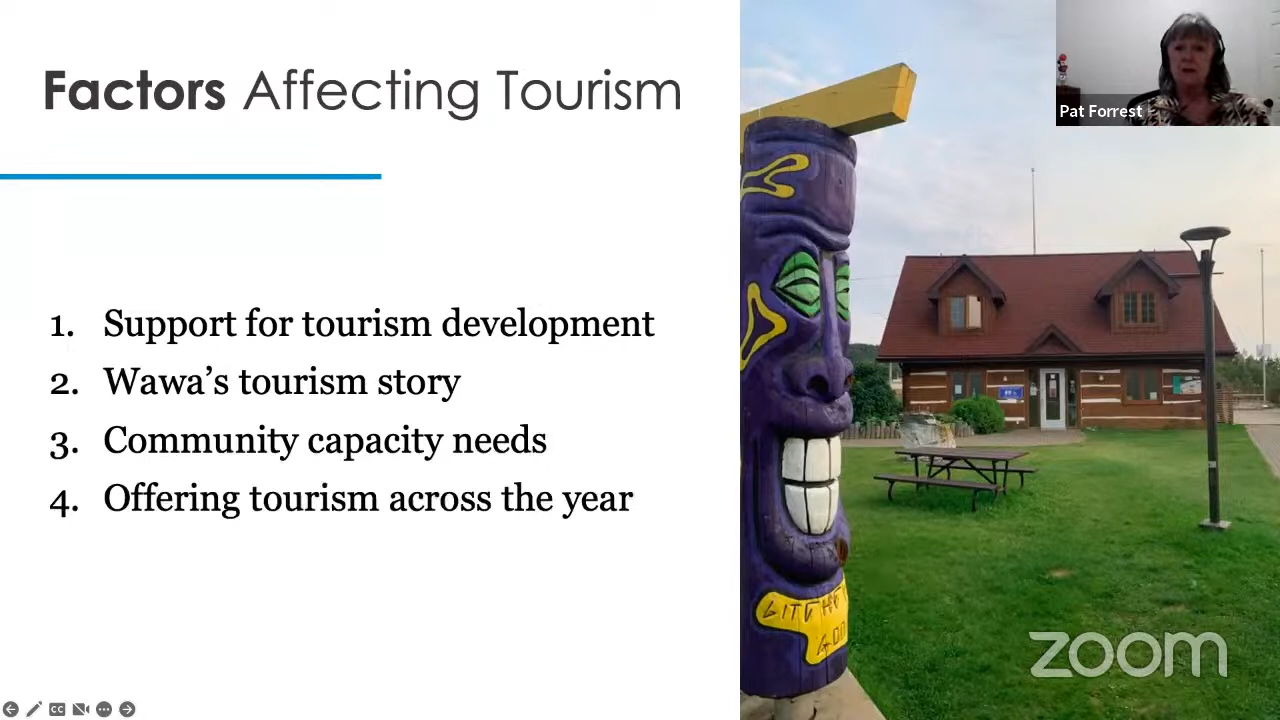 Factors Affecting Tourism
Pat Forrest
1. Support for tourism development
2. Wawa’s tourism story
3. Community capacity needs
4. Offering tourism across the year
zoom
CC